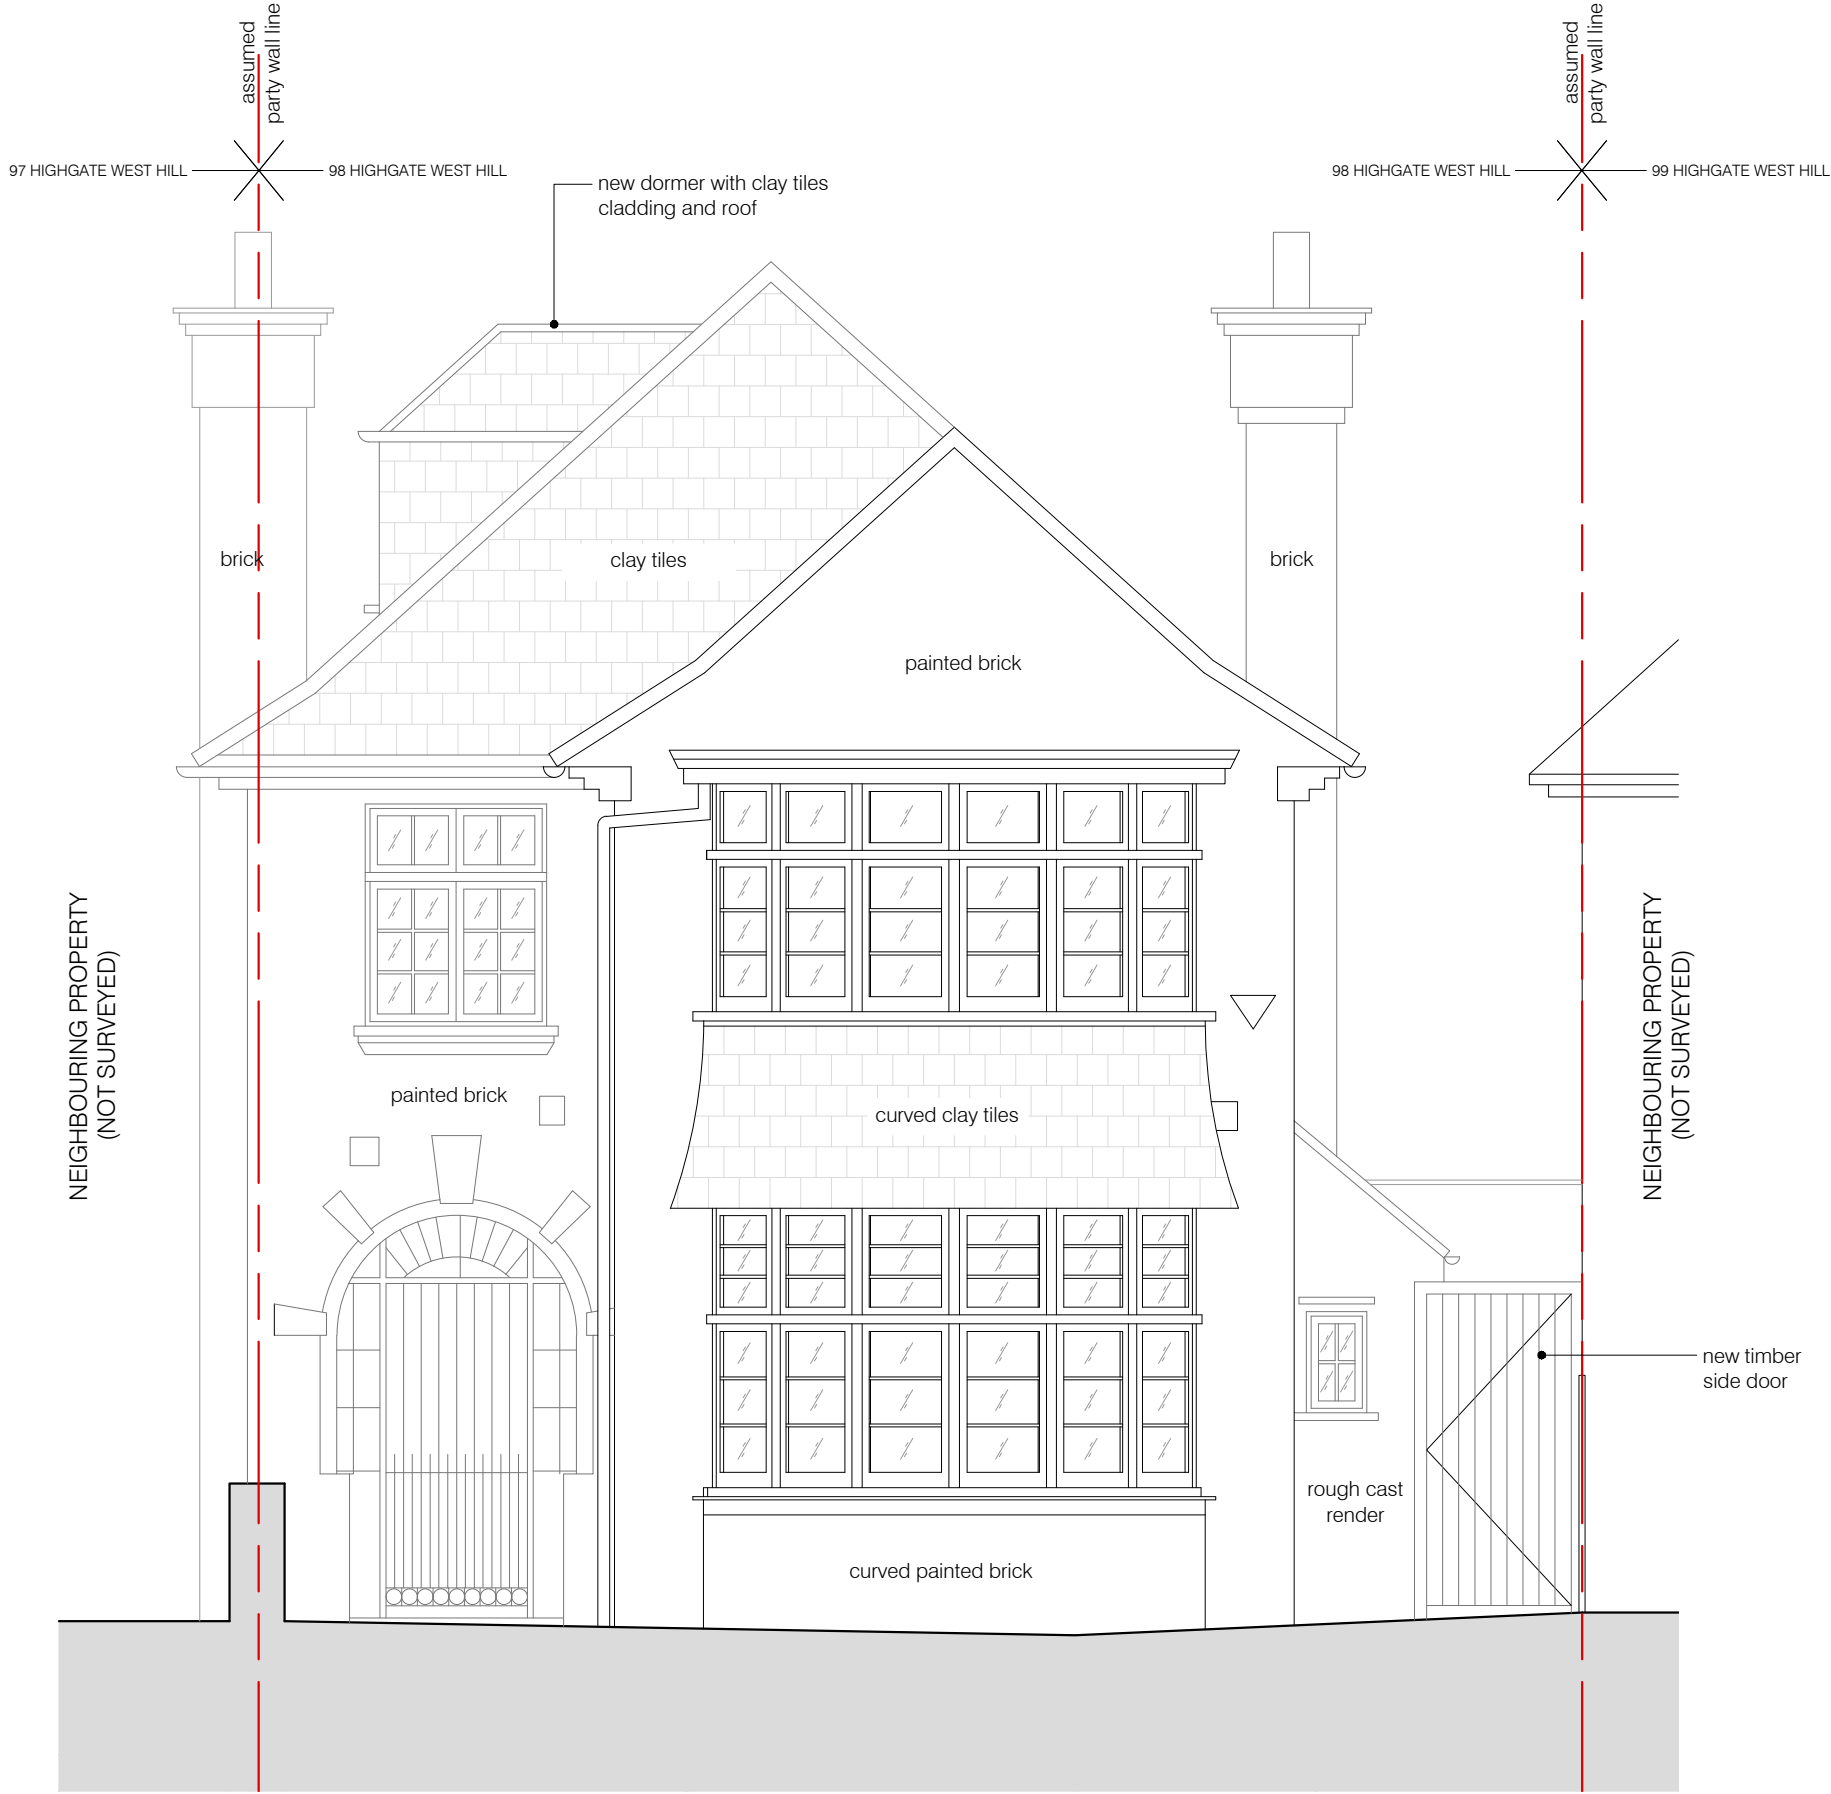 assumed
party wall line
assumed
party wall line
97 HIGHGATE WEST HILL
98 HIGHGATE WEST HILL
98 HIGHGATE WEST HILL
99 HIGHGATE WEST HILL
new dormer with clay tiles
cladding and roof
brick
clay tiles
brick
painted brick
NEIGHBOURING PROPERTY
(NOT SURVEYED)
NEIGHBOURING PROPERTY
(NOT SURVEYED)
painted brick
curved clay tiles
new timber
side door
rough cast
render
curved painted brick